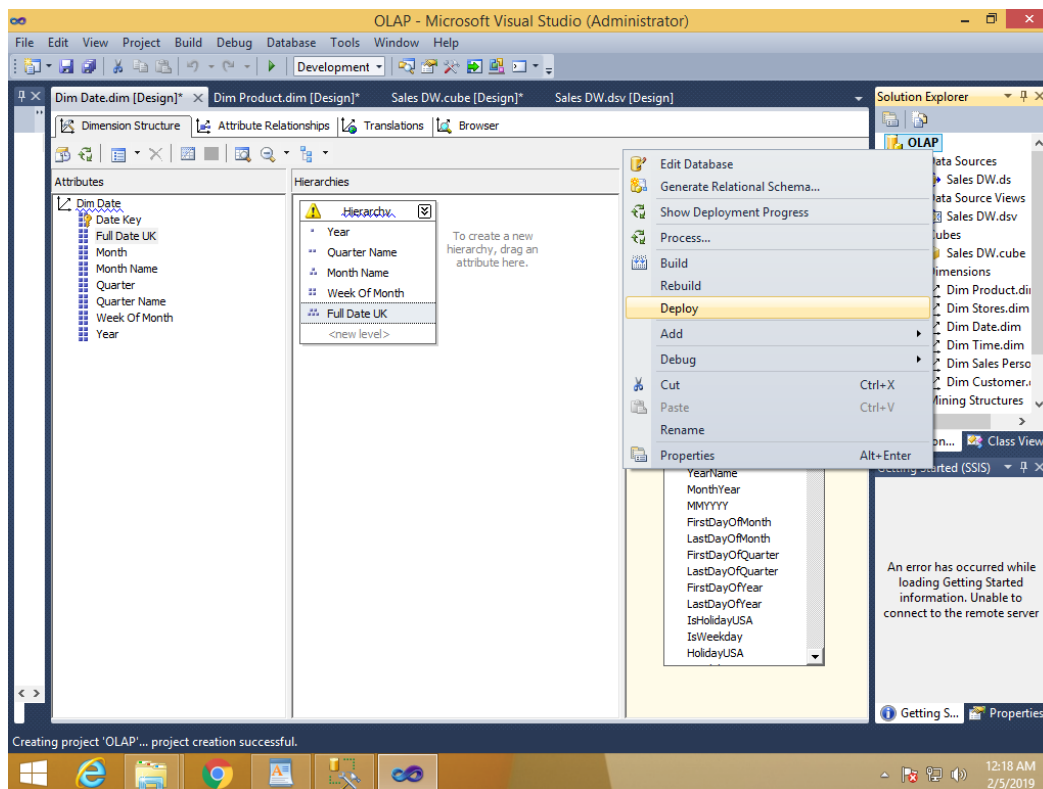 OLAP - Microsoft Visual Studio (Administrator)
File Edit View Project Build Debug Database Tools Window Help
Development
Dim Date.dim [Design]* Dim Product.dim [Design]* Sales DW.cube [Design]* Sales DW.dsv [Design]
Dimension Structure Attribute Relationships Translations Browser
Attributes
Dim Date
Date Key
Full Date UK
Month
Month Name
Quarter
Quarter Name
Week Of Month
Year
Hierarchies
Hierarchy
Year
Quarter Name
Month Name
Week Of Month
Full Date UK
<new level>
To create a new
hierarchy, drag an
attribute here.
Edit Database
Generate Relational Schema...
Show Deployment Progress
Process...
Build
Rebuild
Deploy
Add
Debug
Cut Ctrl+X
Paste Ctrl+V
Rename
Properties Alt+Enter
YearName
MonthYear
MMYYYY
FirstDayOfMonth
LastDayOfMonth
FirstDayOfQuarter
LastDayOfQuarter
FirstDayOfYear
LastDayOfYear
IsHolidayUSA
IsWeekday
HolidayUSA
Solution Explorer
OLAP
ata Sources
Sales DW.ds
ata Source Views
Sales DW.dsv
ubes
Sales DW.cube
imensions
Dim Product.di
Dim Stores.dim
Dim Date.dim
Dim Time.dim
Dim Sales Perso
Dim Customer.
ining Structures
on... Class View
Getting Started (SSIS)
An error has occurred while
loading Getting Started
information. Unable to
connect to the remote server
Getting S... Properties
Creating project 'OLAP'... project creation successful.
12:18 AM
2/5/2019